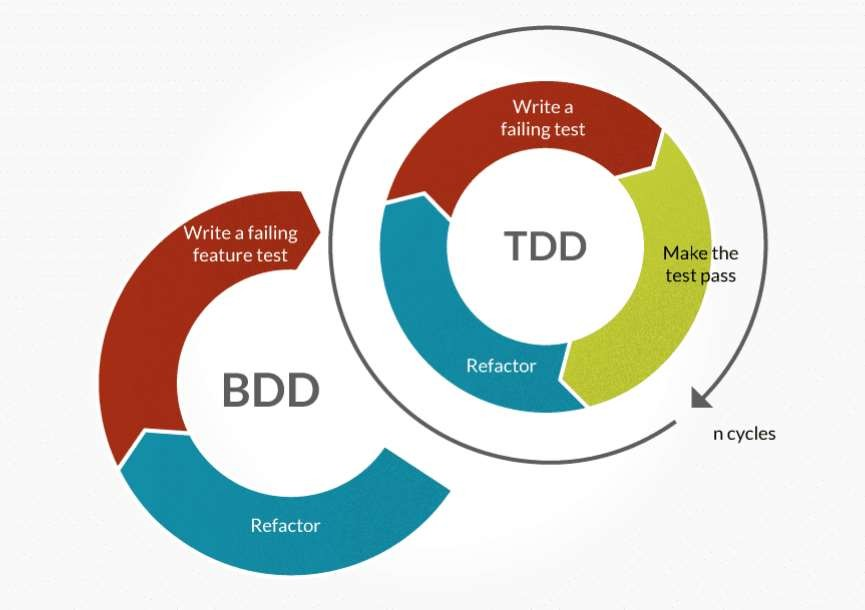 Write a
failing test
TDD
Make the
test pass
Refactor
n cycles
Write a failing
feature test
BDD
Refactor